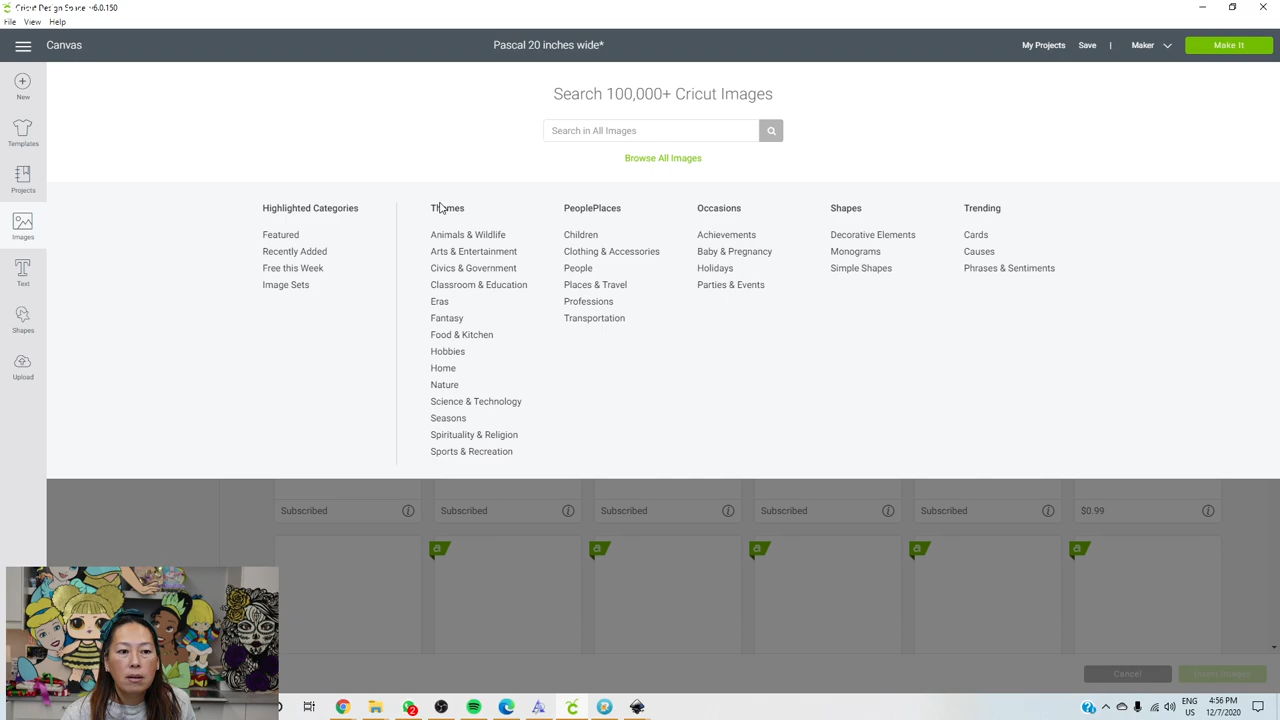 Cricut Design Space v6.0.150
File View Help
Canvas
Pascal 20 inches wide*
My Projects Save | Maker Make It
New
Templates
Projects
Images
Text
Shapes
Upload
Search 100,000+ Cricut Images
Search in All Images
Browse All Images
Highlighted Categories
Featured
Recently Added
Free this Week
Image Sets
Themes
Animals & Wildlife
Arts & Entertainment
Civics & Government
Classroom & Education
Eras
Fantasy
Food & Kitchen
Hobbies
Home
Nature
Science & Technology
Seasons
Spirituality & Religion
Sports & Recreation
PeoplePlaces
Children
Clothing & Accessories
People
Places & Travel
Professions
Transportation
Occasions
Achievements
Baby & Pregnancy
Holidays
Parties & Events
Shapes
Decorative Elements
Monograms
Simple Shapes
Trending
Cards
Causes
Phrases & Sentiments
Subscribed Subscribed Subscribed Subscribed Subscribed $0.99
a a a a a
Cancel Insert Images
2
ENG 4:56 PM
US 12/7/2020